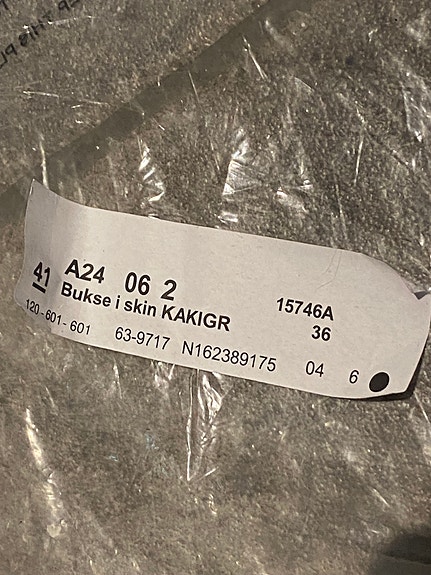 41 A24 06 2 15746A
Bukse i skin KAKIGR 36
120-601-601 63-9717 N162389175 04 6